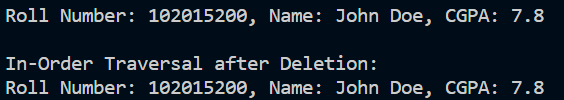 Roll Number: 102015200, Name: John Doe, CGPA: 7.8
In-Order Traversal after Deletion:
Roll Number: 102015200, Name: John Doe, CGPA: 7.8